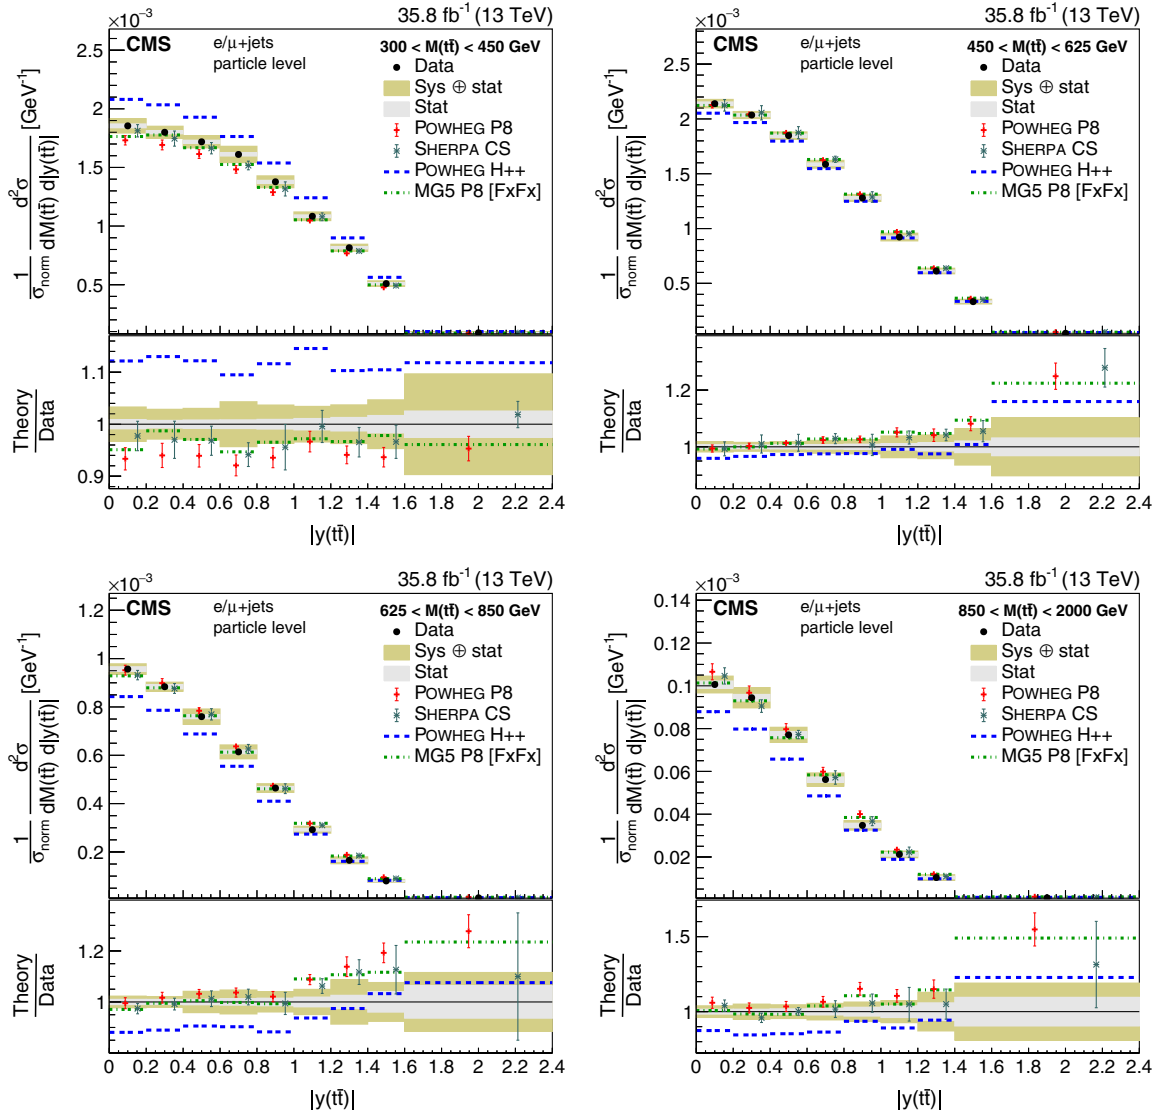 ×10⁻³
35.8 fb⁻¹ (13 TeV)
CMS
e/μ+jets
particle level
300 < M(tt̄) < 450 GeV
Data
Sys ⊕ stat
Stat
POWHEG P8
SHERPA CS
POWHEG H++
MG5 P8 [FxFx]
1/σnorm d²σ/dM(tt̄) d|y(tt̄)| [GeV⁻¹]
2.5
2
1.5
1
0.5
Theory/Data
1.1
1
0.9
0 0.2 0.4 0.6 0.8 1 1.2 1.4 1.6 1.8 2 2.2 2.4
|y(tt̄)|
×10⁻³
35.8 fb⁻¹ (13 TeV)
CMS
e/μ+jets
particle level
450 < M(tt̄) < 625 GeV
Data
Sys ⊕ stat
Stat
POWHEG P8
SHERPA CS
POWHEG H++
MG5 P8 [FxFx]
1/σnorm d²σ/dM(tt̄) d|y(tt̄)| [GeV⁻¹]
2.5
2
1.5
1
0.5
Theory/Data
1.2
1
0 0.2 0.4 0.6 0.8 1 1.2 1.4 1.6 1.8 2 2.2 2.4
|y(tt̄)|
×10⁻³
35.8 fb⁻¹ (13 TeV)
CMS
e/μ+jets
particle level
625 < M(tt̄) < 850 GeV
Data
Sys ⊕ stat
Stat
POWHEG P8
SHERPA CS
POWHEG H++
MG5 P8 [FxFx]
1/σnorm d²σ/dM(tt̄) d|y(tt̄)| [GeV⁻¹]
1.2
1
0.8
0.6
0.4
0.2
Theory/Data
1.2
1
0 0.2 0.4 0.6 0.8 1 1.2 1.4 1.6 1.8 2 2.2 2.4
|y(tt̄)|
×10⁻³
35.8 fb⁻¹ (13 TeV)
CMS
e/μ+jets
particle level
850 < M(tt̄) < 2000 GeV
Data
Sys ⊕ stat
Stat
POWHEG P8
SHERPA CS
POWHEG H++
MG5 P8 [FxFx]
1/σnorm d²σ/dM(tt̄) d|y(tt̄)| [GeV⁻¹]
0.14
0.12
0.1
0.08
0.06
0.04
0.02
Theory/Data
1.5
1
0 0.2 0.4 0.6 0.8 1 1.2 1.4 1.6 1.8 2 2.2 2.4
|y(tt̄)|